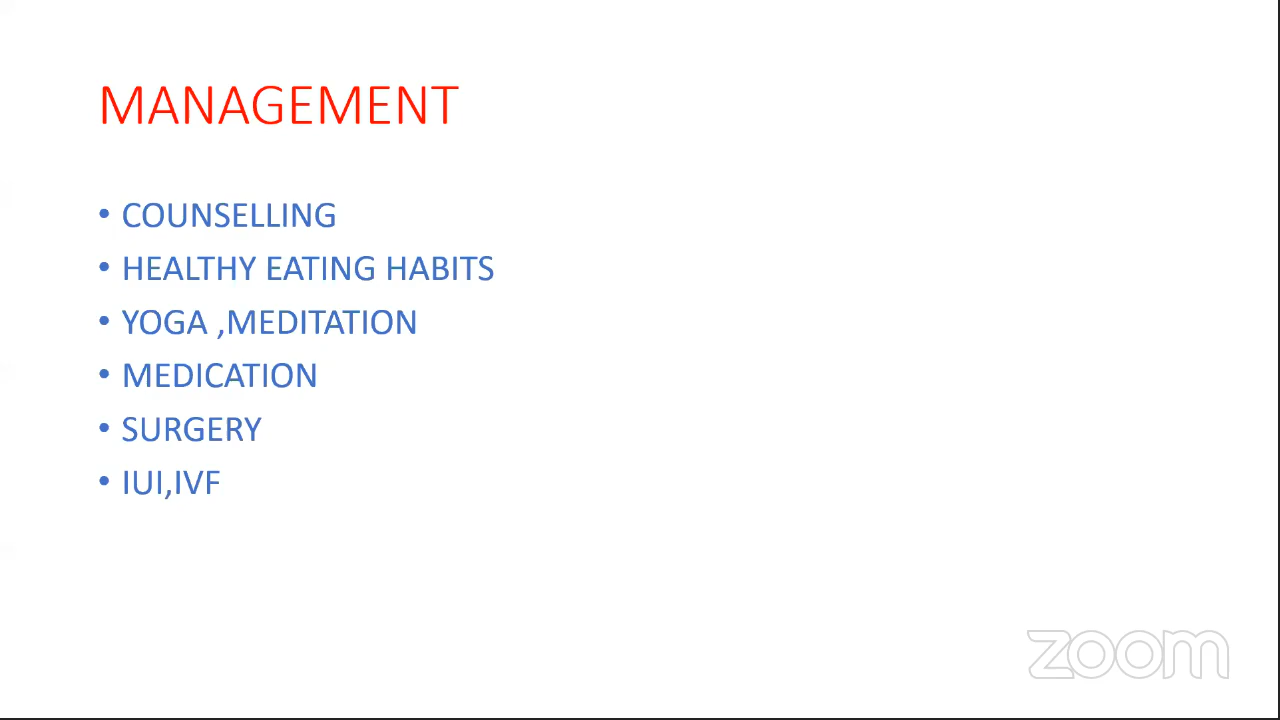 MANAGEMENT
• COUNSELLING
• HEALTHY EATING HABITS
• YOGA ,MEDITATION
• MEDICATION
• SURGERY
• IUI,IVF
zoom